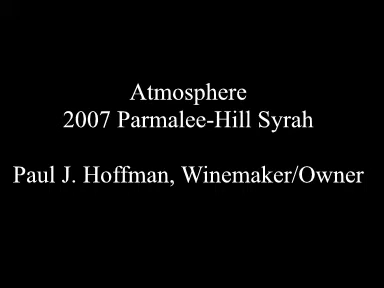 Atmosphere
2007 Parmalee-Hill Syrah
Paul J. Hoffman, Winemaker/Owner